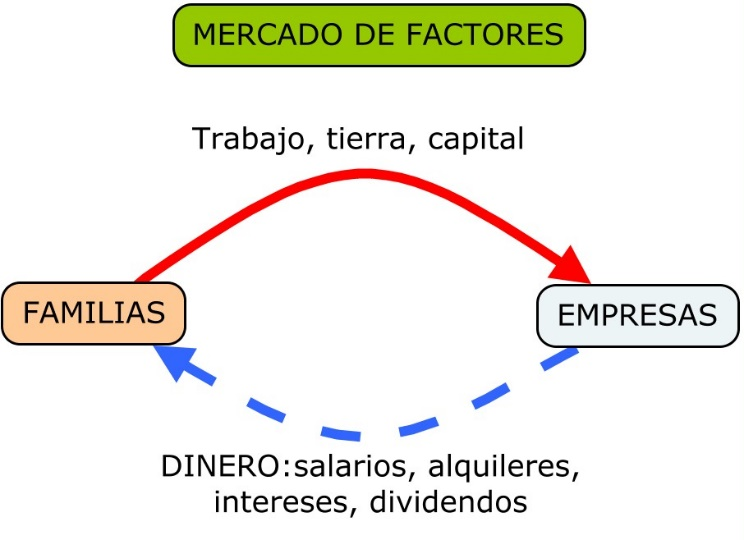 MERCADO DE FACTORES
Trabajo, tierra, capital
FAMILIAS
EMPRESAS
DINERO:salarios, alquileres,
intereses, dividendos